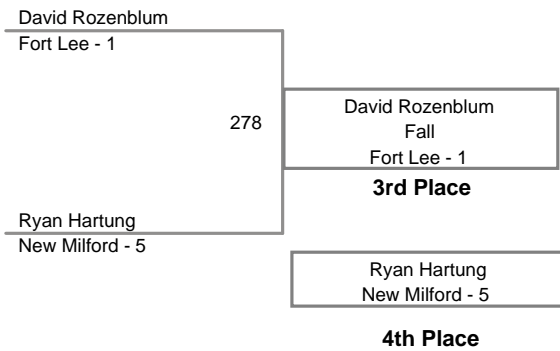 David Rozenblum
Fort Lee - 1
278
David Rozenblum
Fall
Fort Lee - 1
3rd Place
Ryan Hartung
New Milford - 5
Ryan Hartung
New Milford - 5
4th Place